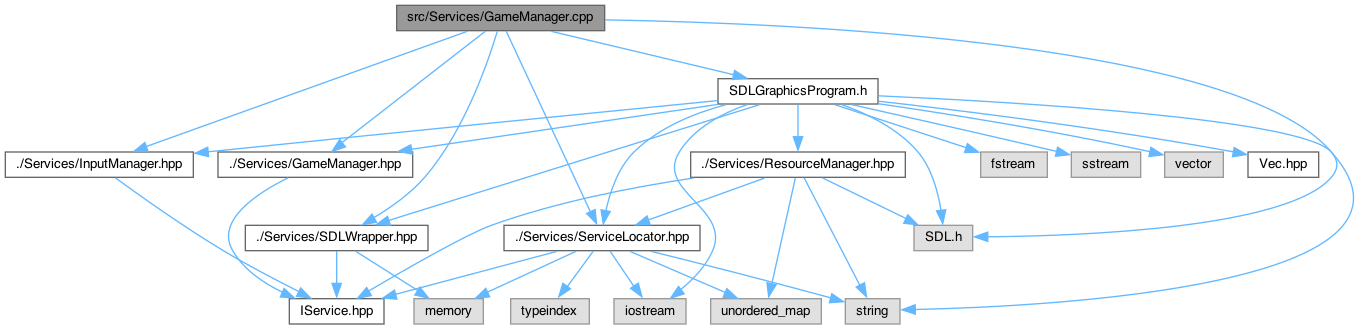 src/Services/GameManager.cpp
SDLGraphicsProgram.h
./Services/InputManager.hpp
./Services/GameManager.hpp
./Services/ResourceManager.hpp
fstream
sstream
vector
Vec.hpp
./Services/SDLWrapper.hpp
./Services/ServiceLocator.hpp
SDL.h
IService.hpp
memory
typeindex
iostream
unordered_map
string